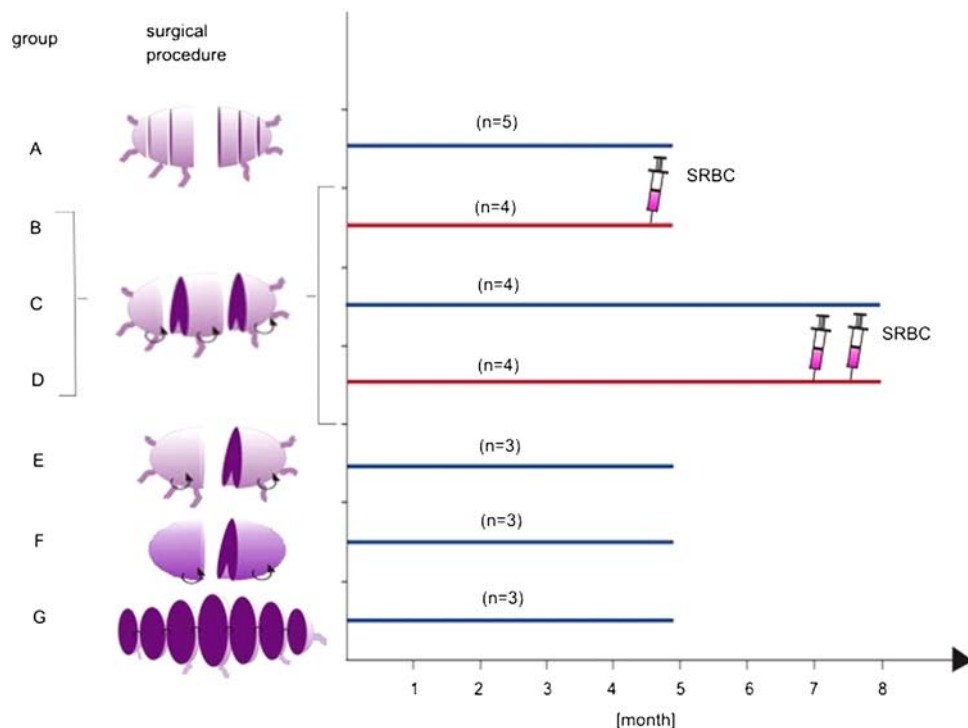 group
surgical
procedure
A
(n=5)
SRBC
B
(n=4)
C
(n=4)
SRBC
D
(n=4)
E
(n=3)
F
(n=3)
G
(n=3)
1 2 3 4 5 6 7 8
[month]